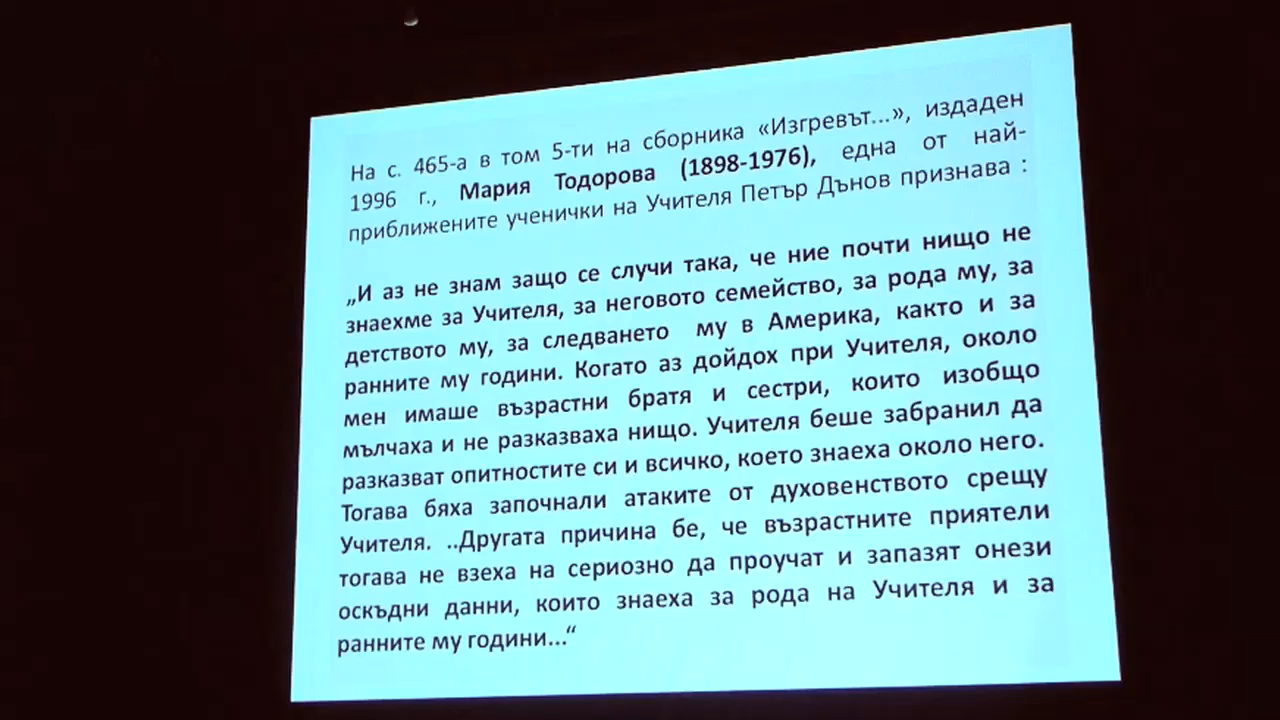 На с. 465-а в том 5-ти на сборника «Изгревът...», издаден
1996 г., Мария Тодорова (1898-1976), една от най-
приближените ученички на Учителя Петър Дънов признава :
„И аз не знам защо се случи така, че ние почти нищо не
знаехме за Учителя, за неговото семейство, за рода му, за
детството му, за следването му в Америка, както и за
ранните му години. Когато аз дойдох при Учителя, около
мен имаше възрастни братя и сестри, които изобщо
мълчаха и не разказваха нищо. Учителя беше забранил да
разказват опитностите си и всичко, което знаеха около него.
Тогава бяха започнали атаките от духовенството срещу
Учителя. ..Другата причина бе, че възрастните приятели
тогава не взеха на сериозно да проучат и запазят онези
оскъдни данни, които знаеха за рода на Учителя и за
ранните му години...“